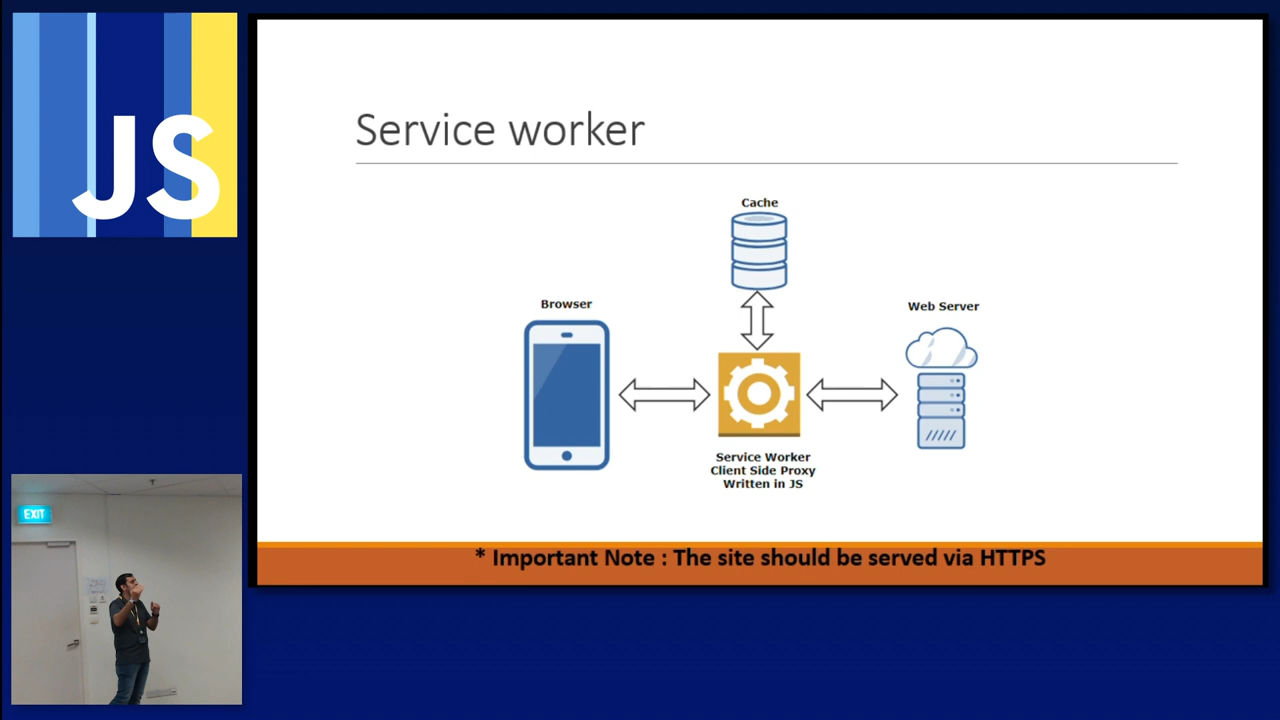 JS
Service worker
Cache
Browser
Web Server
Service Worker
Client Side Proxy
Written in JS
* Important Note : The site should be served via HTTPS
EXIT